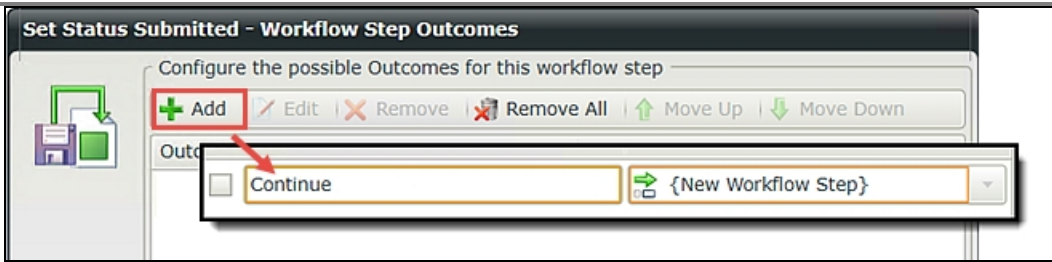 Set Status Submitted - Workflow Step Outcomes
Configure the possible Outcomes for this workflow step
Add Edit Remove Remove All Move Up Move Down
Continue {New Workflow Step}